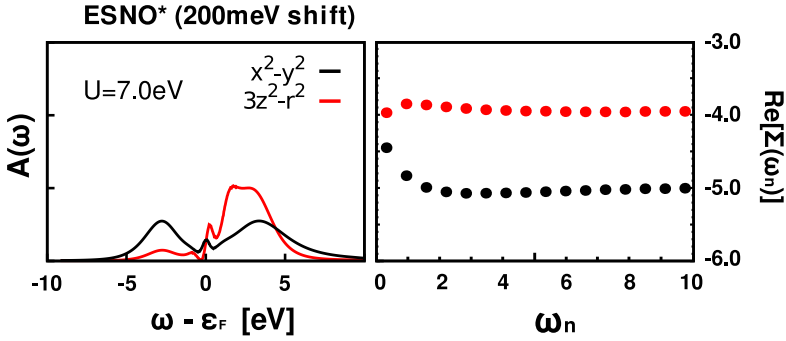 ESNO* (200meV shift)
U=7.0eV
x²-y²
3z²-r²
A(ω)
-10 -5 0 5
ω - εF [eV]
-3.0
-4.0
-5.0
-6.0
Re[Σ(ωn)]
0 2 4 6 8 10
ωn